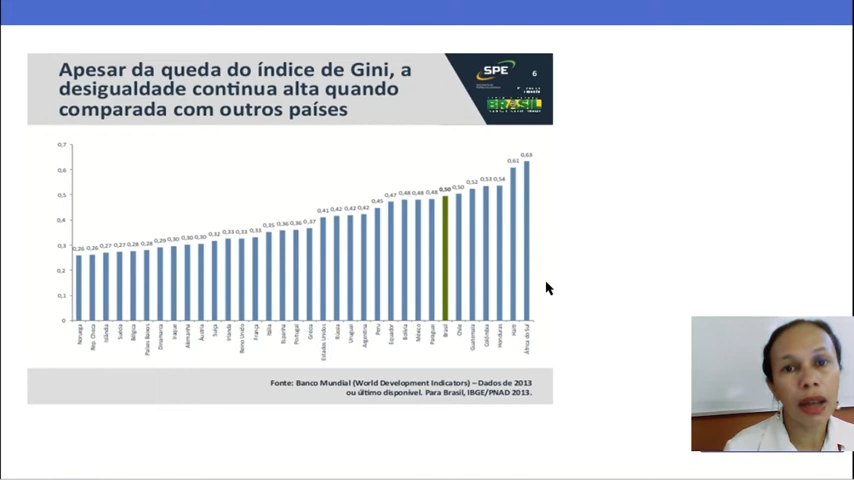 Apesar da queda do índice de Gini, a
desigualdade continua alta quando
comparada com outros países
SPE
6
BRASIL
0,7
0,6
0,5
0,4
0,3
0,2
0,1
0
0,26 0,26 0,27 0,27 0,28 0,28 0,29 0,30 0,30 0,30 0,32 0,33 0,33 0,33 0,35 0,36 0,36 0,37 0,41 0,42 0,42 0,42 0,45 0,47 0,48 0,48 0,48 0,50 0,50 0,52 0,53 0,54 0,61 0,63
Noruega
Rep. Checa
Islândia
Suécia
Bélgica
Países Baixos
Dinamarca
Iraque
Alemanha
Áustria
Suíça
Irlanda
Reino Unido
França
Itália
Espanha
Portugal
Grécia
Estados Unidos
Rússia
Uruguai
Argentina
Peru
Equador
Bolívia
México
Paraguai
Brasil
Chile
Guatemala
Colômbia
Honduras
Haiti
África do Sul
Fonte: Banco Mundial (World Development Indicators) – Dados de 2013
ou último disponível. Para Brasil, IBGE/PNAD 2013.